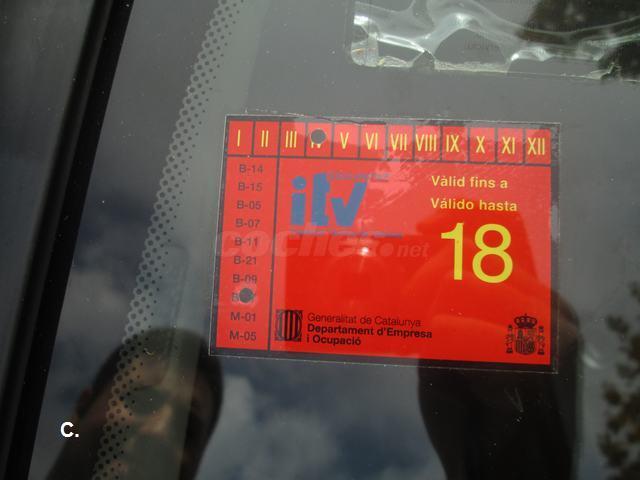 I II III V VI VII VIII IX X XI XII
B-14
B-15
B-05
B-07
B-11
B-21
B-09
M-01
M-05
itv
Vàlid fins a
Válido hasta
18
coches.net
Generalitat de Catalunya
Departament d'Empresa
i Ocupació
C.